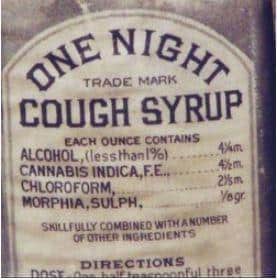 ONE NIGHT
TRADE MARK
COUGH SYRUP
EACH OUNCE CONTAINS
ALCOHOL, (less than 1%) ........ 4¼m.
CANNABIS INDICA, F.E., ........ 4½m.
CHLOROFORM, ........ 2⅔m.
MORPHIA, SULPH, ........ ⅛gr.
SKILLFULLY COMBINED WITH A NUMBER
OF OTHER INGREDIENTS
DIRECTIONS
DOSE-One-half teaspoonful three